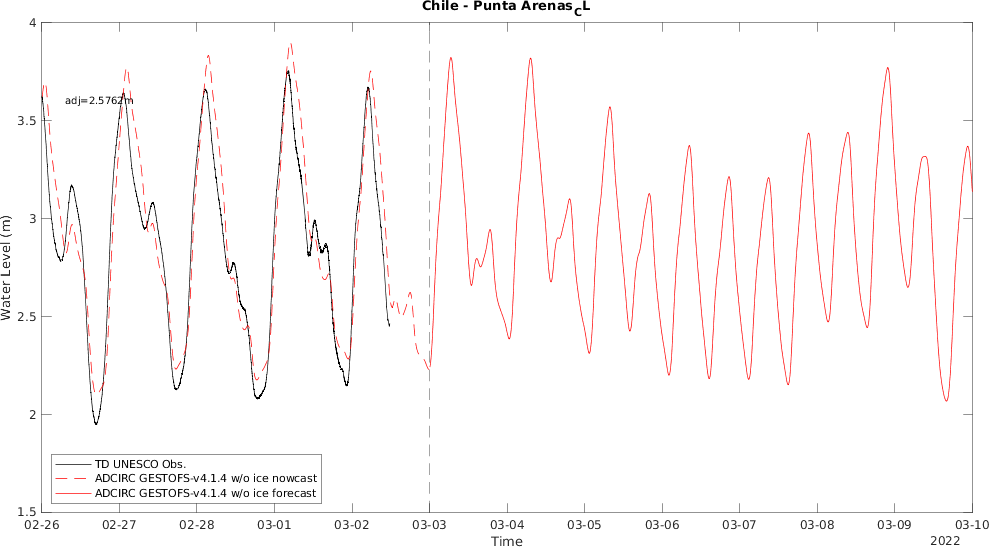 Chile - Punta Arenas_CL
4
3.5
3
2.5
2
1.5
Water Level (m)
adj=2.5762m
TD UNESCO Obs.
ADCIRC GESTOFS-v4.1.4 w/o ice nowcast
ADCIRC GESTOFS-v4.1.4 w/o ice forecast
02-26 02-27 02-28 03-01 03-02 03-03 03-04 03-05 03-06 03-07 03-08 03-09 03-10
Time
2022